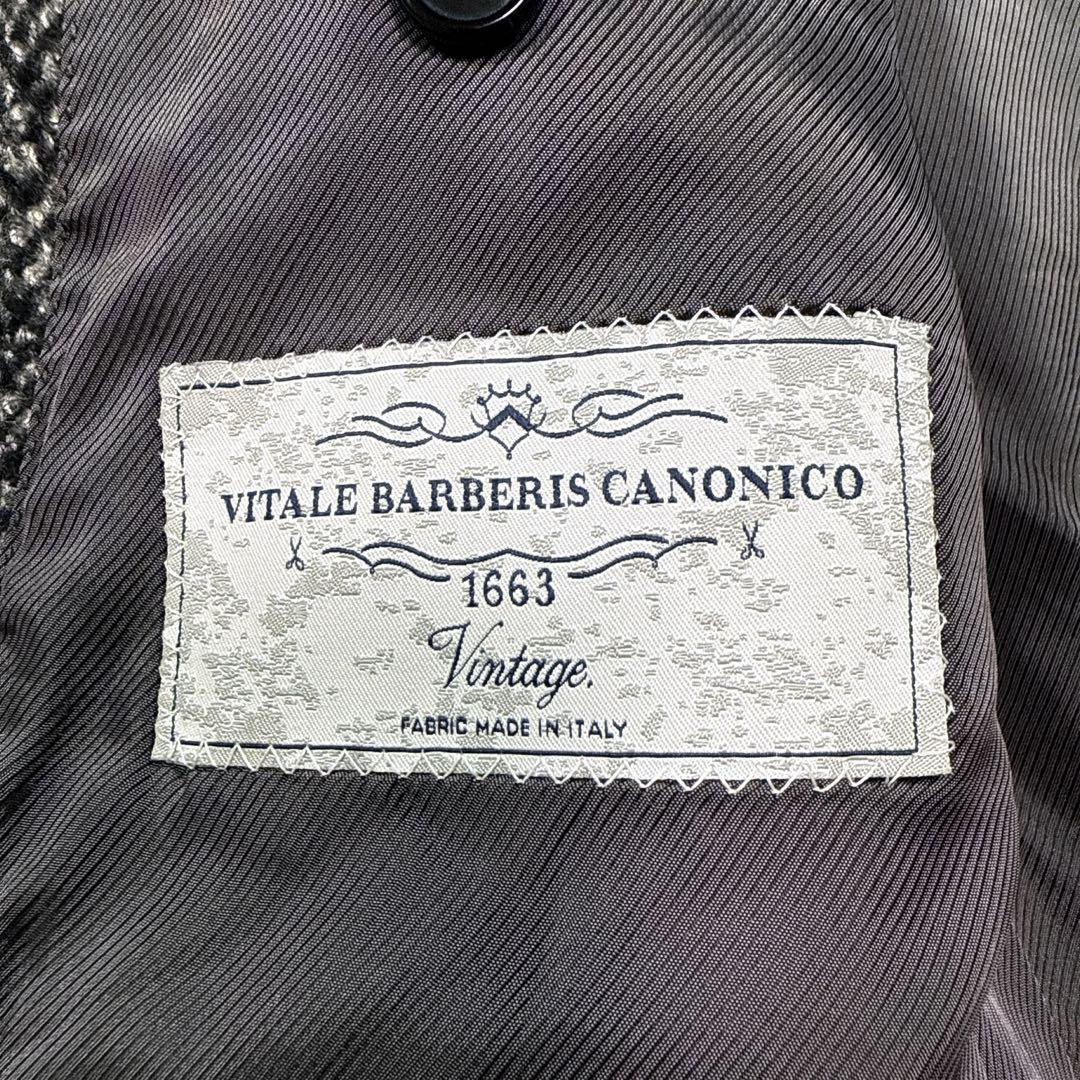 VITALE BARBERIS CANONICO
1663
Vintage.
FABRIC MADE IN ITALY